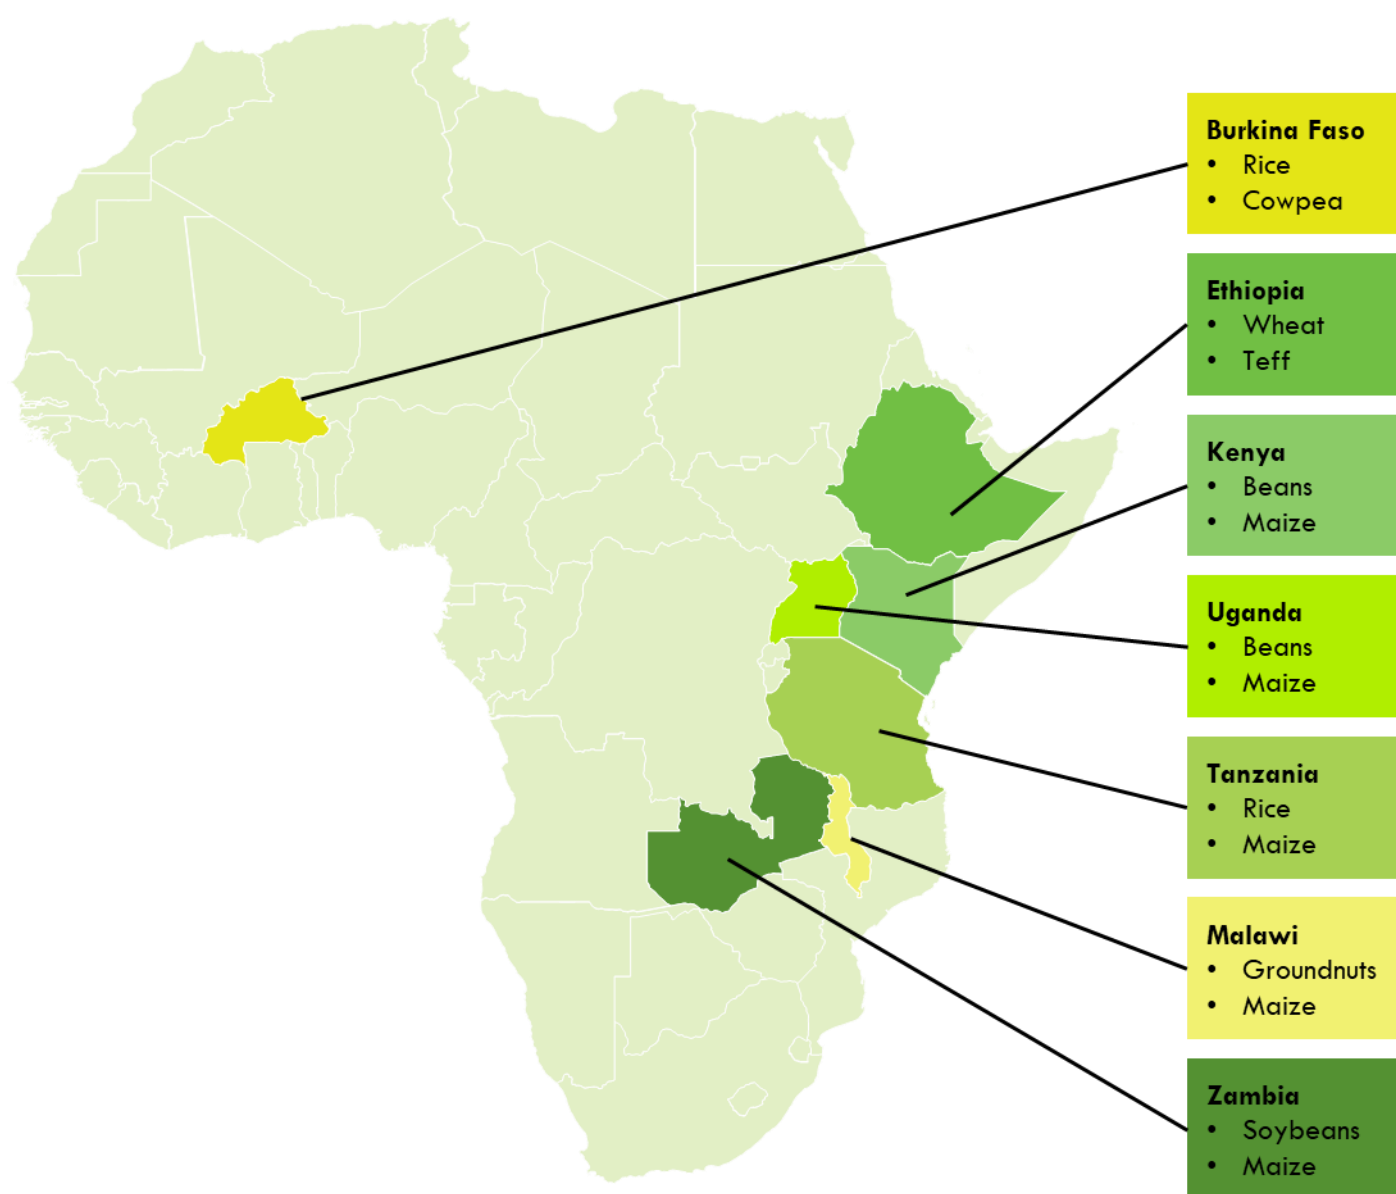 Burkina Faso
• Rice
• Cowpea
Ethiopia
• Wheat
• Teff
Kenya
• Beans
• Maize
Uganda
• Beans
• Maize
Tanzania
• Rice
• Maize
Malawi
• Groundnuts
• Maize
Zambia
• Soybeans
• Maize